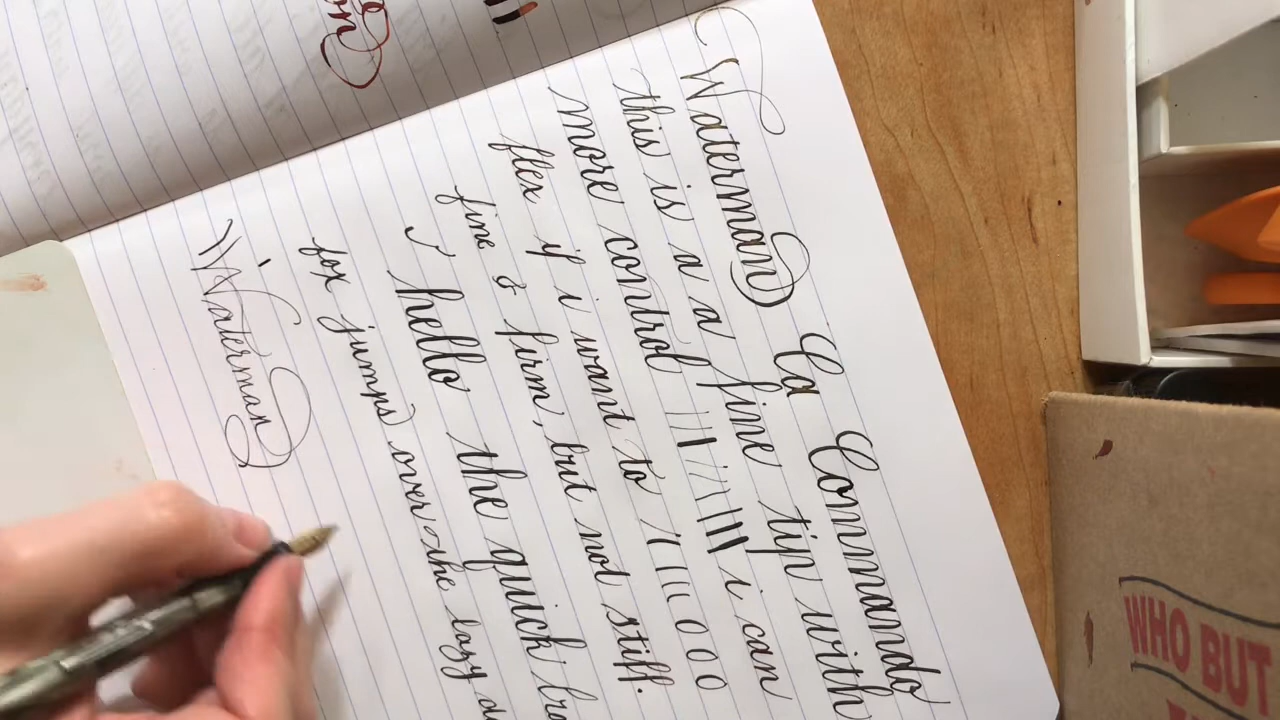 Waterman Ca Commando
this is a a fine tip with
more control i can
flex if i want to
fine & firm, but not stiff.
hello the quick
fox jumps over the lazy
Waterman
WHO BUT